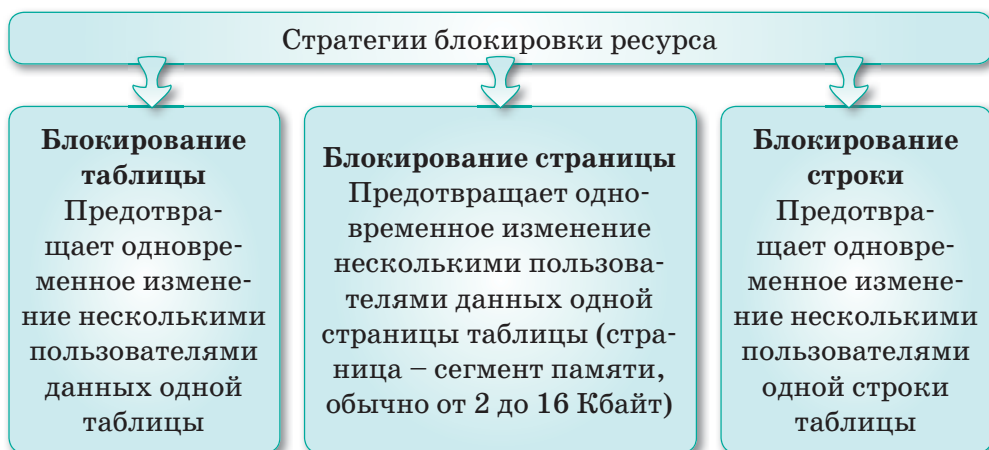 Стратегии блокировки ресурса
Блокирование
таблицы
Предотвра-
щает одновре-
менное измене-
ние несколькими
пользователями
данных одной
таблицы
Блокирование страницы
Предотвращает одно-
временное изменение
несколькими пользова-
телями данных одной
страницы таблицы (стра-
ница – сегмент памяти,
обычно от 2 до 16 Кбайт)
Блокирование
строки
Предотвра-
щает одновре-
менное измене-
ние несколькими
пользователями
одной строки
таблицы